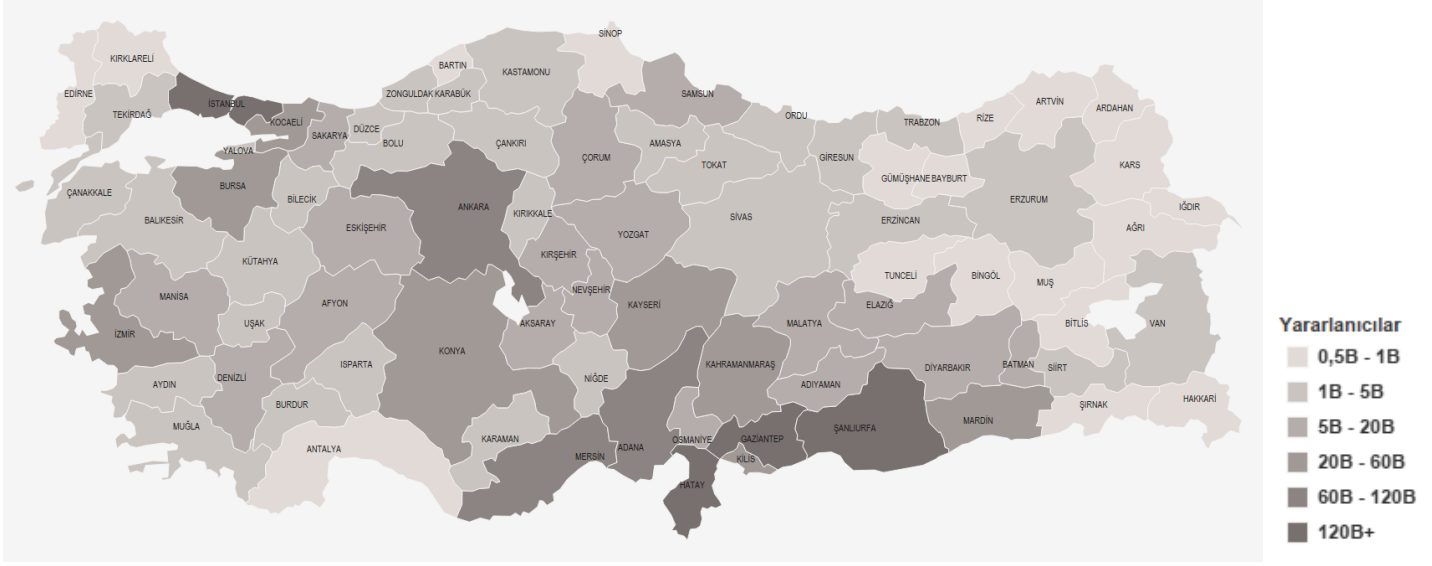 SİNOP
KIRKLARELİ
BARTIN
KASTAMONU
EDİRNE
ZONGULDAK KARABÜK
SAMSUN
ARTVİN
ARDAHAN
İSTANBUL
TEKİRDAĞ
KOCAELİ
SAKARYA
DÜZCE
ORDU
TRABZON
RİZE
BOLU
ÇANKIRI
AMASYA
YALOVA
ÇORUM
TOKAT
GİRESUN
KARS
BURSA
GÜMÜŞHANE BAYBURT
ÇANAKKALE
BİLECİK
ANKARA
KIRIKKALE
ERZURUM
IĞDIR
BALIKESİR
SİVAS
ERZİNCAN
ESKİŞEHİR
YOZGAT
AĞRI
KÜTAHYA
KIRŞEHİR
TUNCELİ
BİNGÖL
MUŞ
MANİSA
AFYON
NEVŞEHİR
KAYSERİ
ELAZIĞ
UŞAK
AKSARAY
MALATYA
BİTLİS
VAN
İZMİR
KONYA
ISPARTA
KAHRAMANMARAŞ
DİYARBAKIR
BATMAN
SİİRT
DENİZLİ
NİĞDE
AYDIN
ADIYAMAN
BURDUR
ŞIRNAK
HAKKARİ
MUĞLA
MARDİN
ŞANLIURFA
KARAMAN
OSMANİYE
GAZİANTEP
ANTALYA
ADANA
MERSİN
KİLİS
HATAY
Yararlanıcılar
0,5B - 1B
1B - 5B
5B - 20B
20B - 60B
60B - 120B
120B+